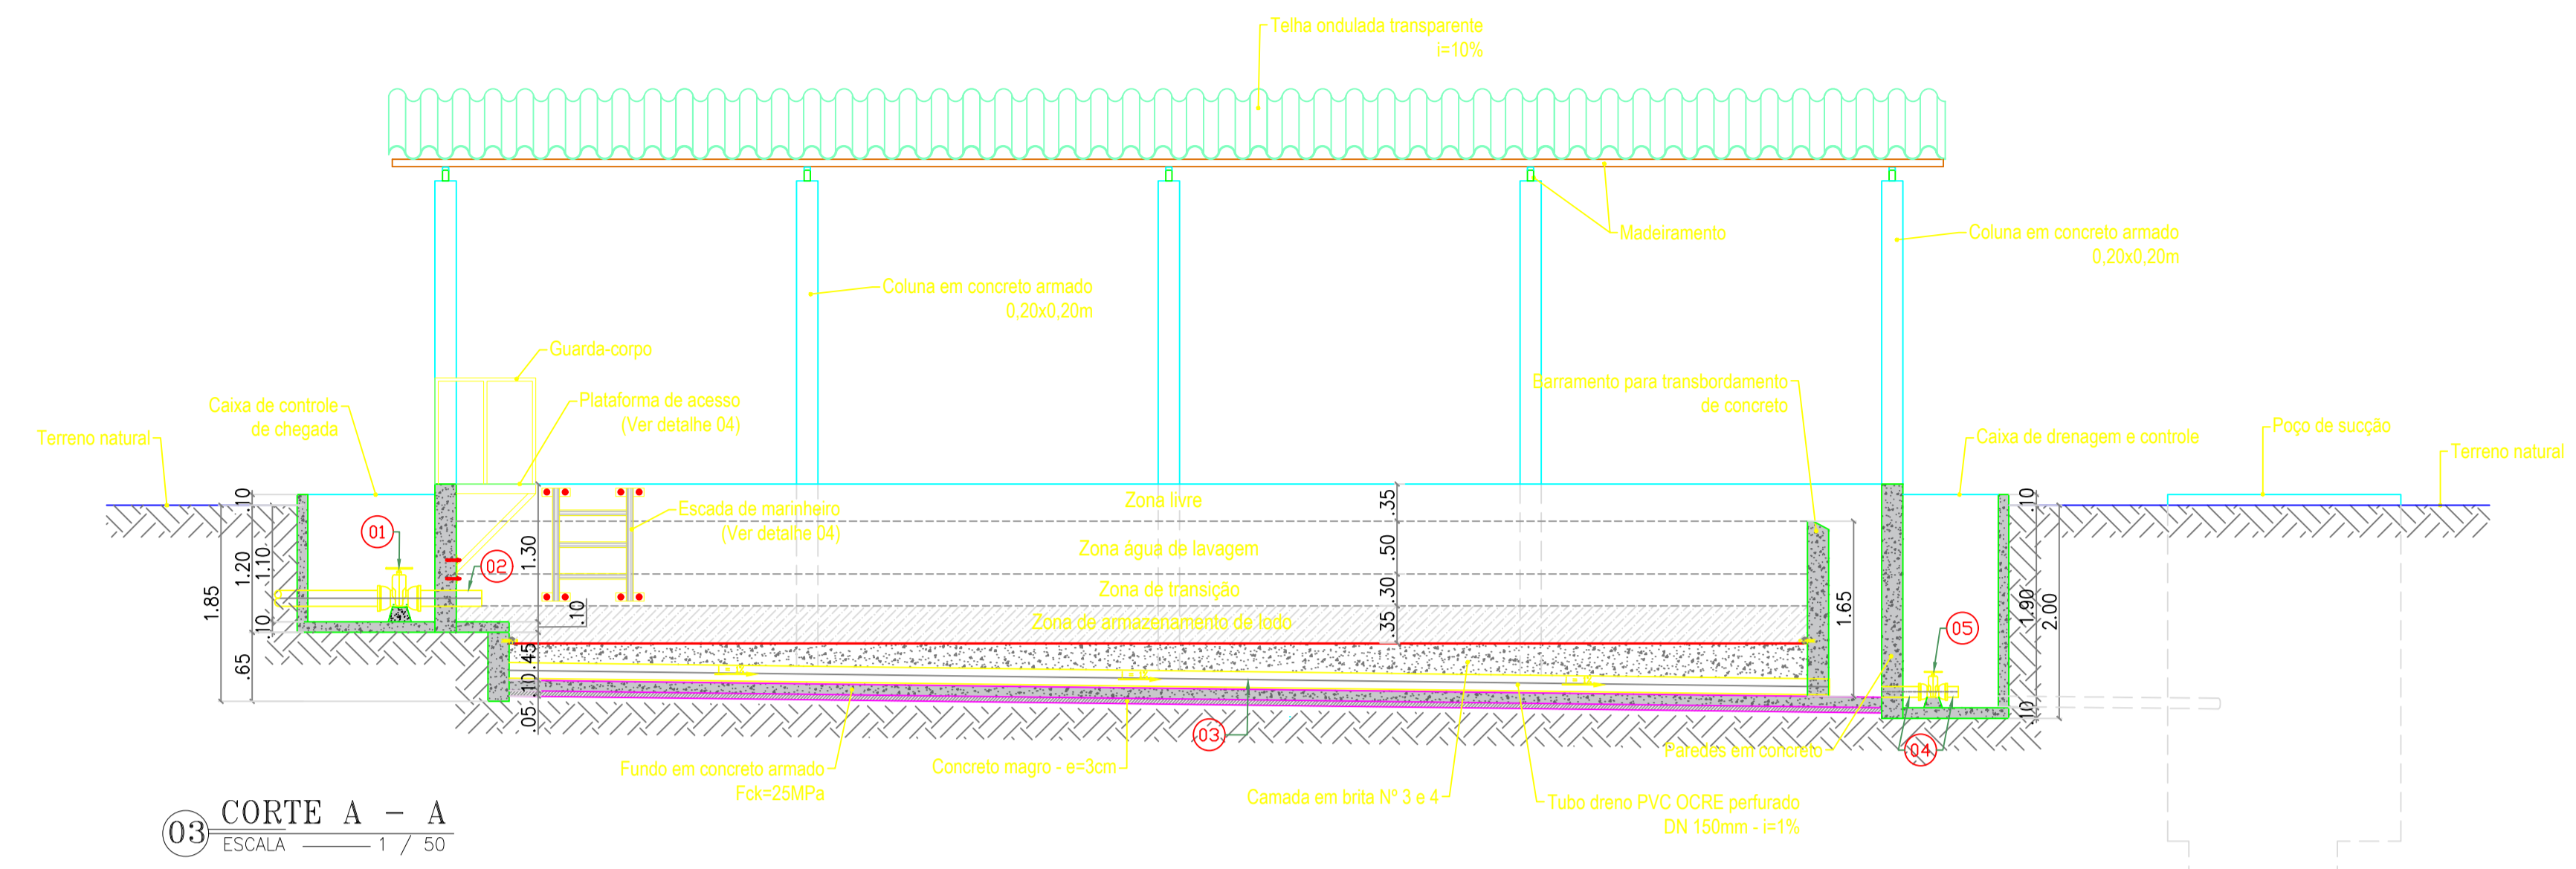 Telha ondulada transparente
i=10%
Madeiramento
Coluna em concreto armado
0,20x0,20m
Coluna em concreto armado
0,20x0,20m
Guarda-corpo
Plataforma de acesso
(Ver detalhe 04)
Caixa de controle
de chegada
Terreno natural
Barramento para transbordamento
de concreto
Caixa de drenagem e controle
Poço de sucção
Terreno natural
Escada de marinheiro
(Ver detalhe 04)
Zona livre
Zona água de lavagem
Zona de transição
Zona de armazenamento de lodo
01
02
03
04
05
.10
1.20
1.10
1.85
.10
.65
1.30
.10
.45
.10
.05
.35
.50
.30
.35
1.65
.10
1.90
2.00
.10
Fundo em concreto armado
Fck=25MPa
Concreto magro - e=3cm
Camada em brita Nº 3 e 4
Tubo dreno PVC OCRE perfurado
DN 150mm - i=1%
Paredes em concreto
03 CORTE A - A
ESCALA 1 / 50